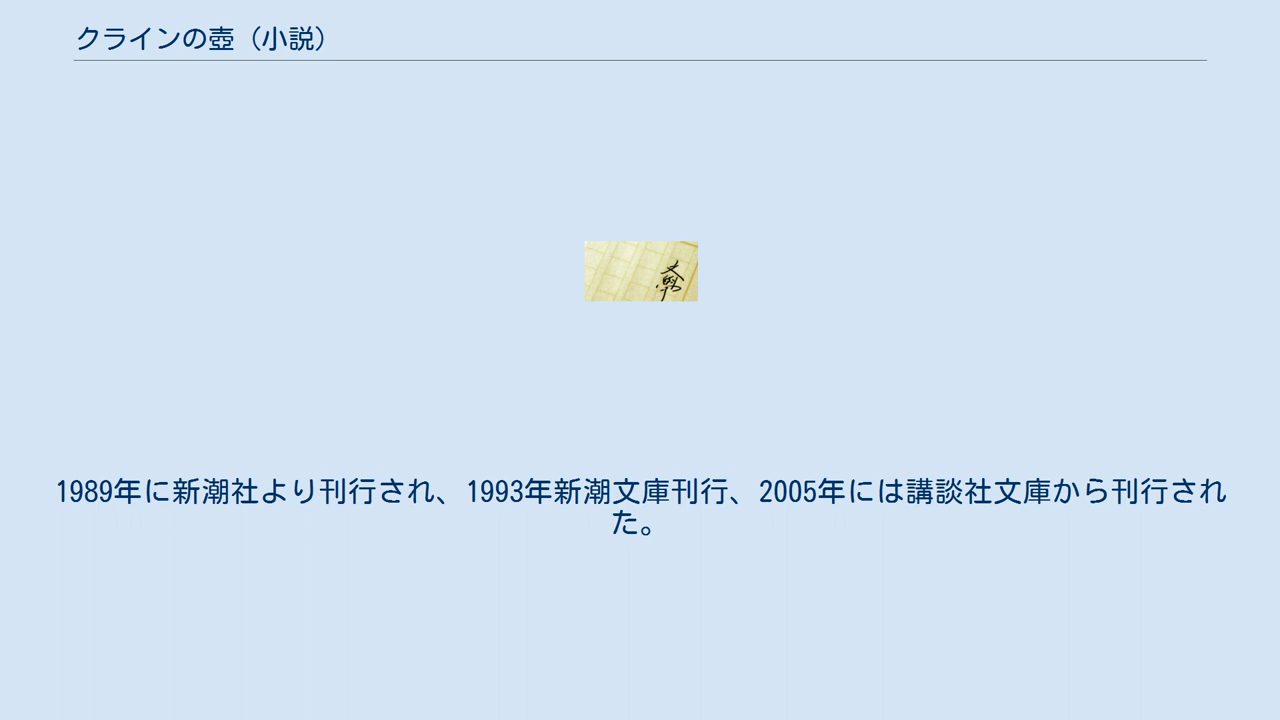 クラインの壺（小説）
1989年に新潮社より刊行され、1993年新潮文庫刊行、2005年には講談社文庫から刊行され
た。